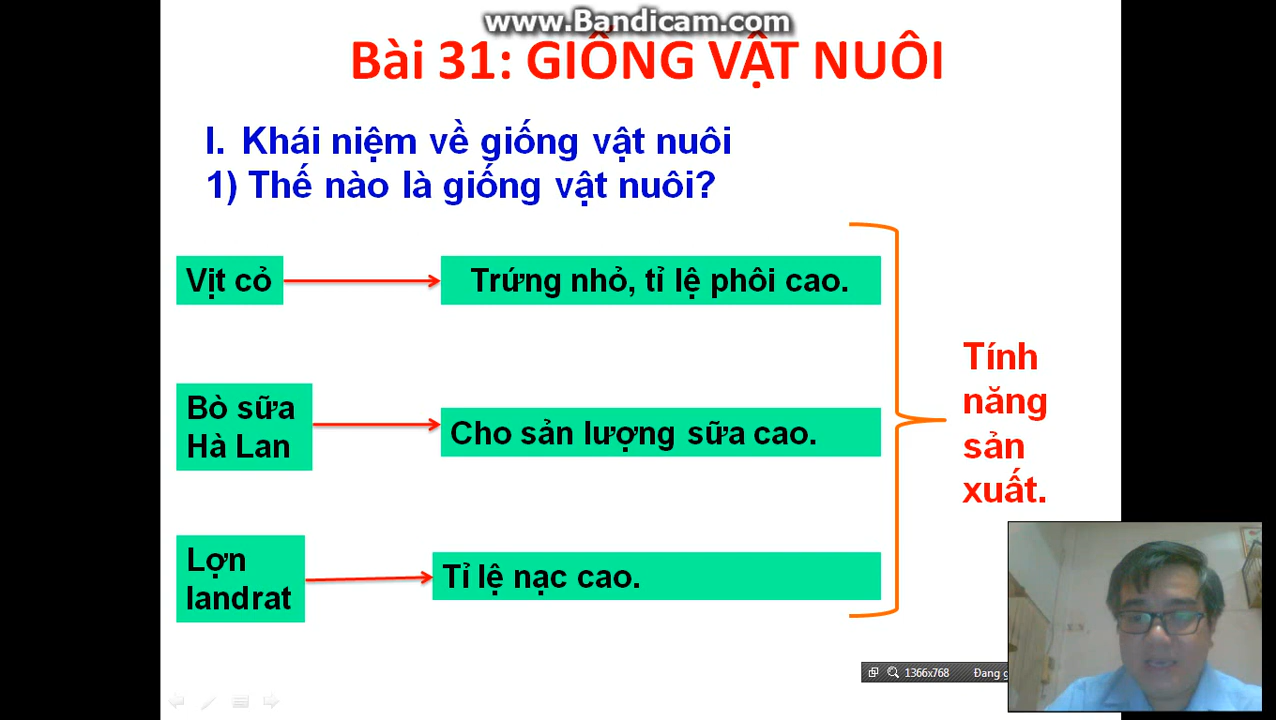 www.Bandicam.com
Bài 31: GIỐNG VẬT NUÔI
I. Khái niệm về giống vật nuôi
1) Thế nào là giống vật nuôi?
Vịt cỏ
Trứng nhỏ, tỉ lệ phôi cao.
Bò sữa
Hà Lan
Cho sản lượng sữa cao.
Lợn
landrat
Tỉ lệ nạc cao.
Tính
năng
sản
xuất.
1366x768 Đang